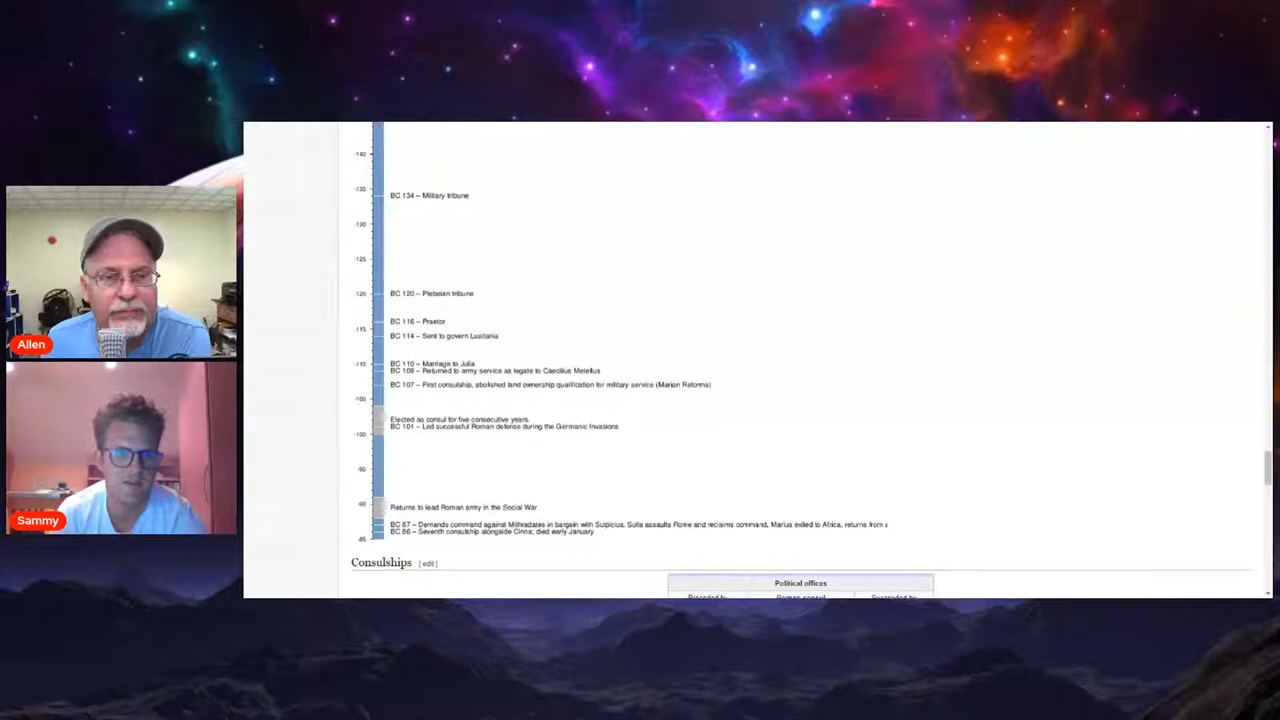 -140
-135
BC 134 – Military tribune
-130
-125
-120
BC 120 – Plebeian tribune
BC 116 – Praetor
-115
BC 114 – Sent to govern Lusitania
-110
BC 110 – Marriage to Julia
BC 109 – Returned to army service as legate to Caecilius Metellus
BC 107 – First consulship, abolished land ownership qualification for military service (Marian Reforms)
-105
Elected as consul for five consecutive years.
BC 101 – Led successful Roman defense during the Germanic Invasions
-100
-95
-90
Returns to lead Roman army in the Social War
BC 87 – Demands command against Mithradates in bargain with Sulpicius, Sulla assaults Rome and reclaims command, Marius exiled to Africa, returns from e
BC 86 – Seventh consulship alongside Cinna; died early January
-85
Consulships [ edit ]
Political offices
Preceded by Roman consul Succeeded by
Allen
Sammy